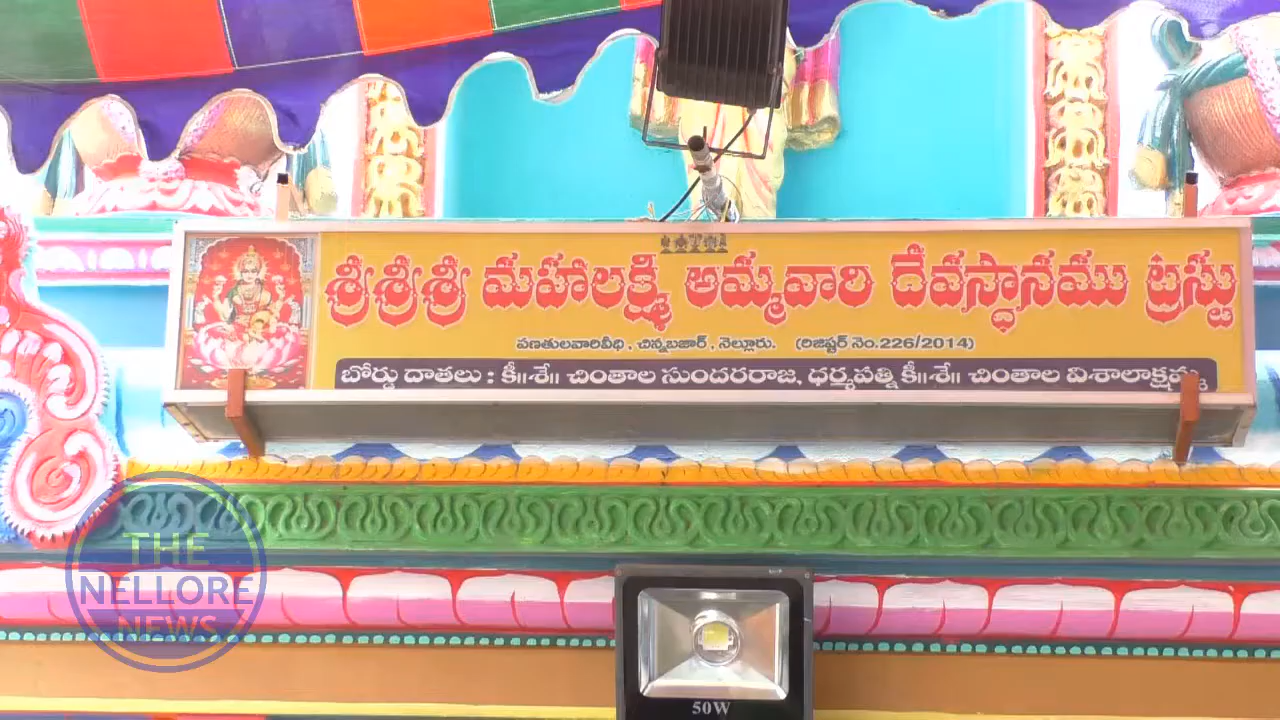 శ్రీశ్రీశ్రీ మహాలక్ష్మి అమ్మవారి దేవస్థానము ట్రస్టు
పణతులవారివీధి, చిన్నబజార్, నెల్లూరు. (రిజిష్టర్ నెం.226/2014)
బోర్డు దాతలు : కీ॥శే॥ చింతాల సుందరరాజ, ధర్మపత్ని కీ॥శే॥ చింతాల విశాలాక్షమ్మ
THE
NELLORE
NEWS
50W